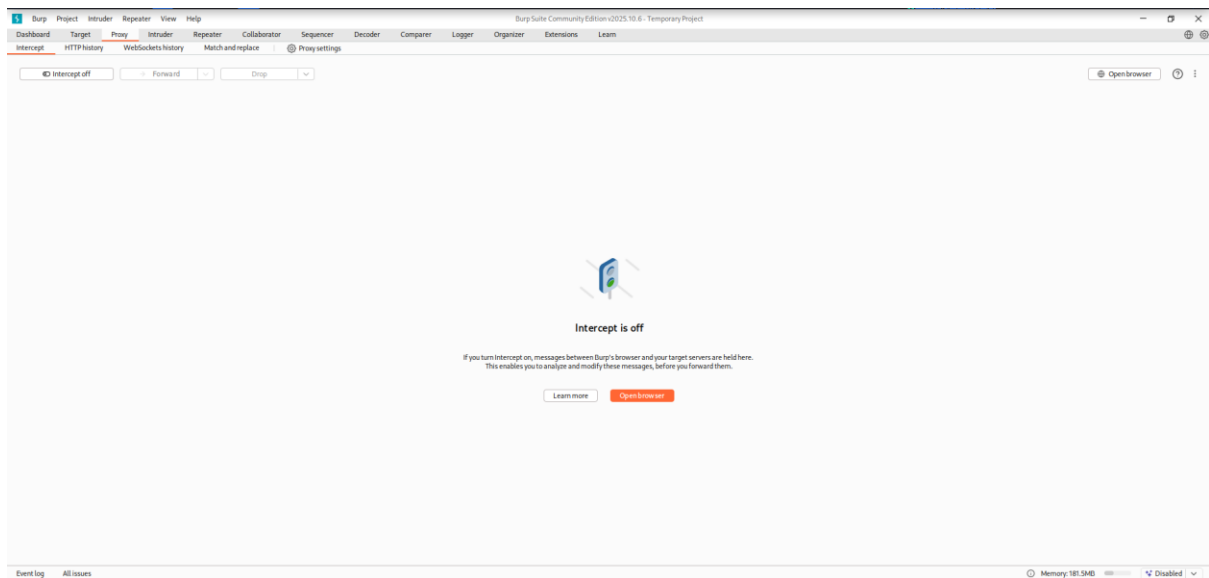 Burp Project Intruder Repeater View Help
Burp Suite Community Edition v2025.10.6 - Temporary Project
Dashboard Target Proxy Intruder Repeater Collaborator Sequencer Decoder Comparer Logger Organizer Extensions Learn
Intercept HTTP history WebSockets history Match and replace Proxy settings
Intercept off Forward Drop Open browser
Intercept is off
If you turn Intercept on, messages between Burp's browser and your target servers are held here.
This enables you to analyze and modify these messages, before you forward them.
Learn more Open browser
Event log All issues Memory: 181.5MB Disabled